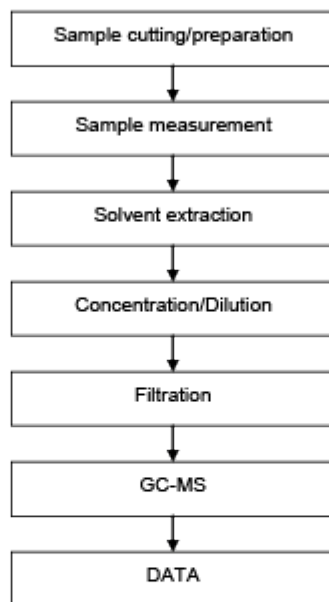 Sample cutting/preparation
Sample measurement
Solvent extraction
Concentration/Dilution
Filtration
GC-MS
DATA